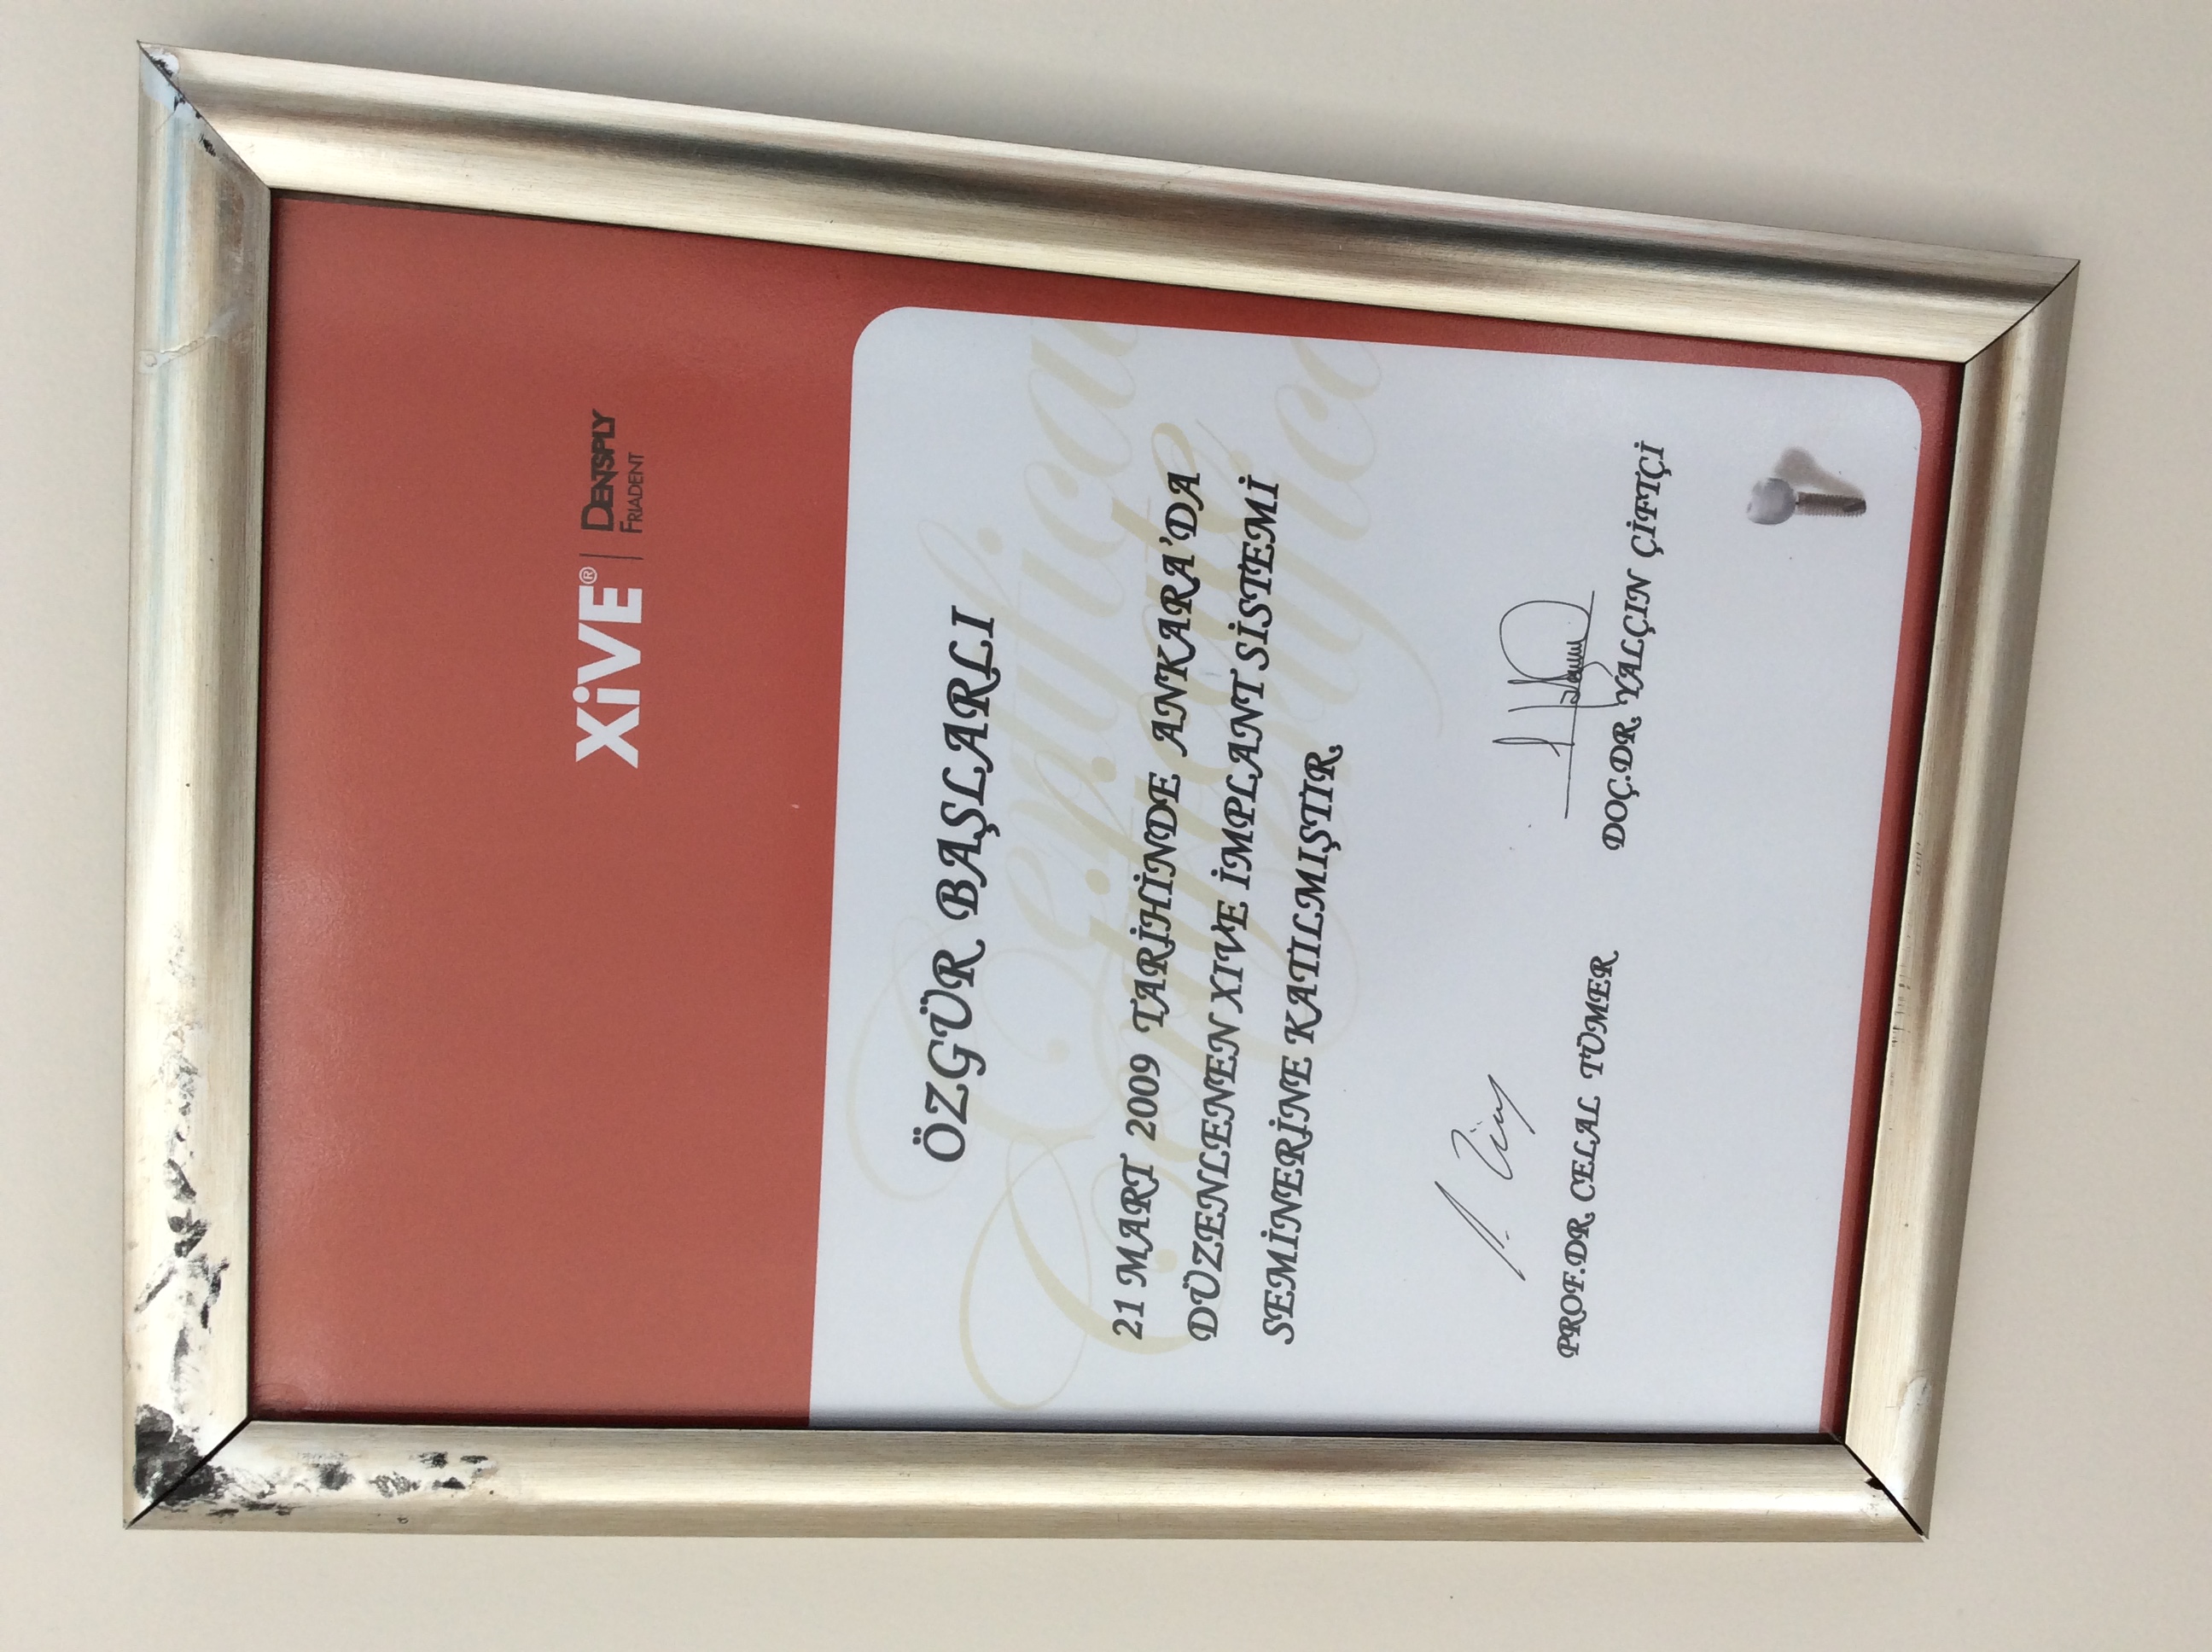 XiVE® | DENTSPLY
FRIADENT
ÖZGÜR BAŞLARLI
21 MART 2009 TARİHİNDE ANKARA'DA
DÜZENLENEN XIVE İMPLANT SİSTEMİ
SEMİNERİNE KATILMIŞTIR
PROF.DR. CELAL TÜMER
DOÇ.DR. YALÇIN ÇİFTÇİ